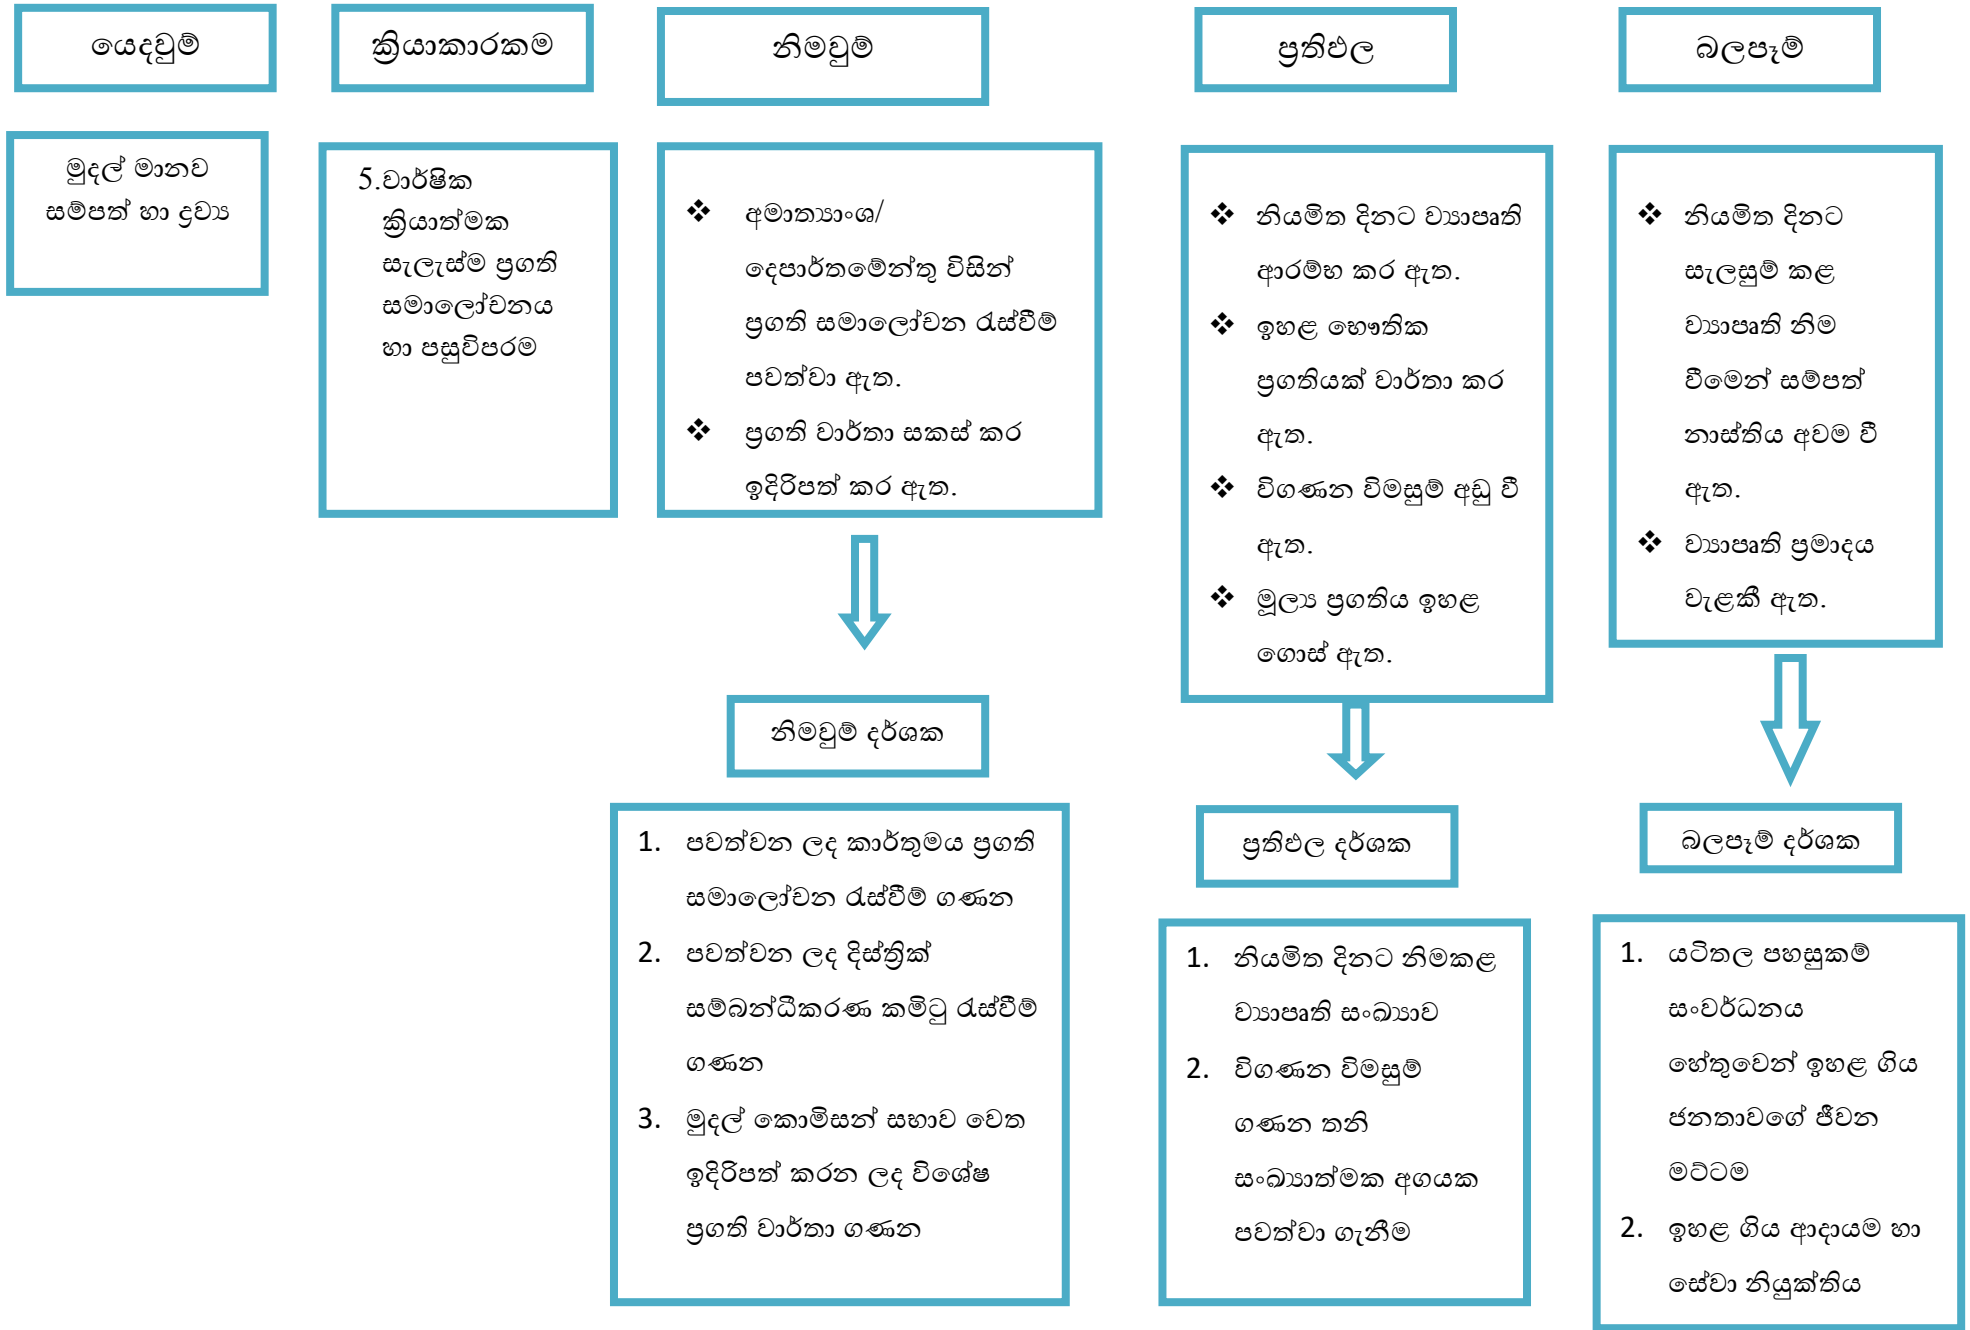 යෙදවුම්
ක්‍රියාකාරකම
නිමවුම්
ප්‍රතිඵල
බලපෑම්
මුදල් මානව
සම්පත් හා ද්‍රව්‍ය
5.වාර්ෂික
ක්‍රියාත්මක
සැලැස්ම ප්‍රගති
සමාලෝචනය
හා පසුවිපරම
❖ අමාත්‍යාංශ/
දෙපාර්තමේන්තු විසින්
ප්‍රගති සමාලෝචන රැස්වීම්
පවත්වා ඇත.
❖ ප්‍රගති වාර්තා සකස් කර
ඉදිරිපත් කර ඇත.
❖ නියමිත දිනට ව්‍යාපෘති
ආරම්භ කර ඇත.
❖ ඉහළ භෞතික
ප්‍රගතියක් වාර්තා කර
ඇත.
❖ විගණන විමසුම් අඩු වී
ඇත.
❖ මූල්‍ය ප්‍රගතිය ඉහළ
ගොස් ඇත.
❖ නියමිත දිනට
සැලසුම් කළ
ව්‍යාපෘති නිම
වීමෙන් සම්පත්
නාස්තිය අවම වී
ඇත.
❖ ව්‍යාපෘති ප්‍රමාදය
වැළකී ඇත.
නිමවුම් දර්ශක
1. පවත්වන ලද කාර්තුමය ප්‍රගති
සමාලෝචන රැස්වීම් ගණන
2. පවත්වන ලද දිස්ත්‍රික්
සම්බන්ධීකරණ කමිටු රැස්වීම්
ගණන
3. මුදල් කොමිසන් සභාව වෙත
ඉදිරිපත් කරන ලද විශේෂ
ප්‍රගති වාර්තා ගණන
ප්‍රතිඵල දර්ශක
1. නියමිත දිනට නිමකළ
ව්‍යාපෘති සංඛ්‍යාව
2. විගණන විමසුම්
ගණන තනි
සංඛ්‍යාත්මක අගයක
පවත්වා ගැනීම
බලපෑම් දර්ශක
1. යටිතල පහසුකම්
සංවර්ධනය
හේතුවෙන් ඉහළ ගිය
ජනතාවගේ ජීවන
මට්ටම
2. ඉහළ ගිය ආදායම හා
සේවා නියුක්තිය